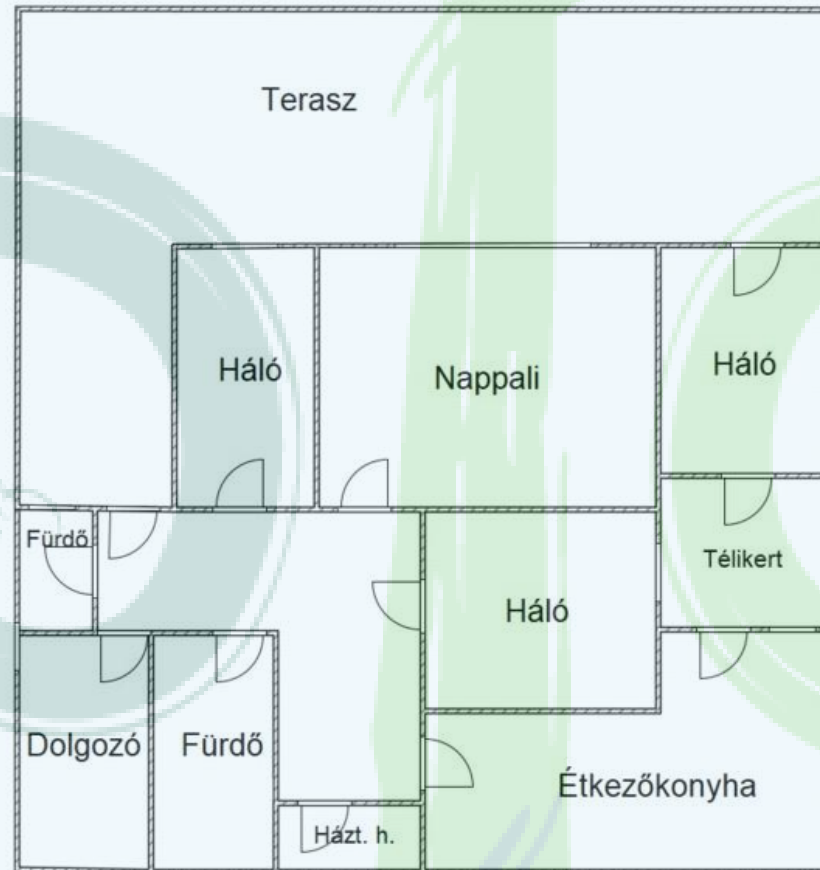 Terasz
Háló
Nappali
Háló
Fürdő
Télikert
Háló
Dolgozó
Fürdő
Étkezőkonyha
Házt. h.